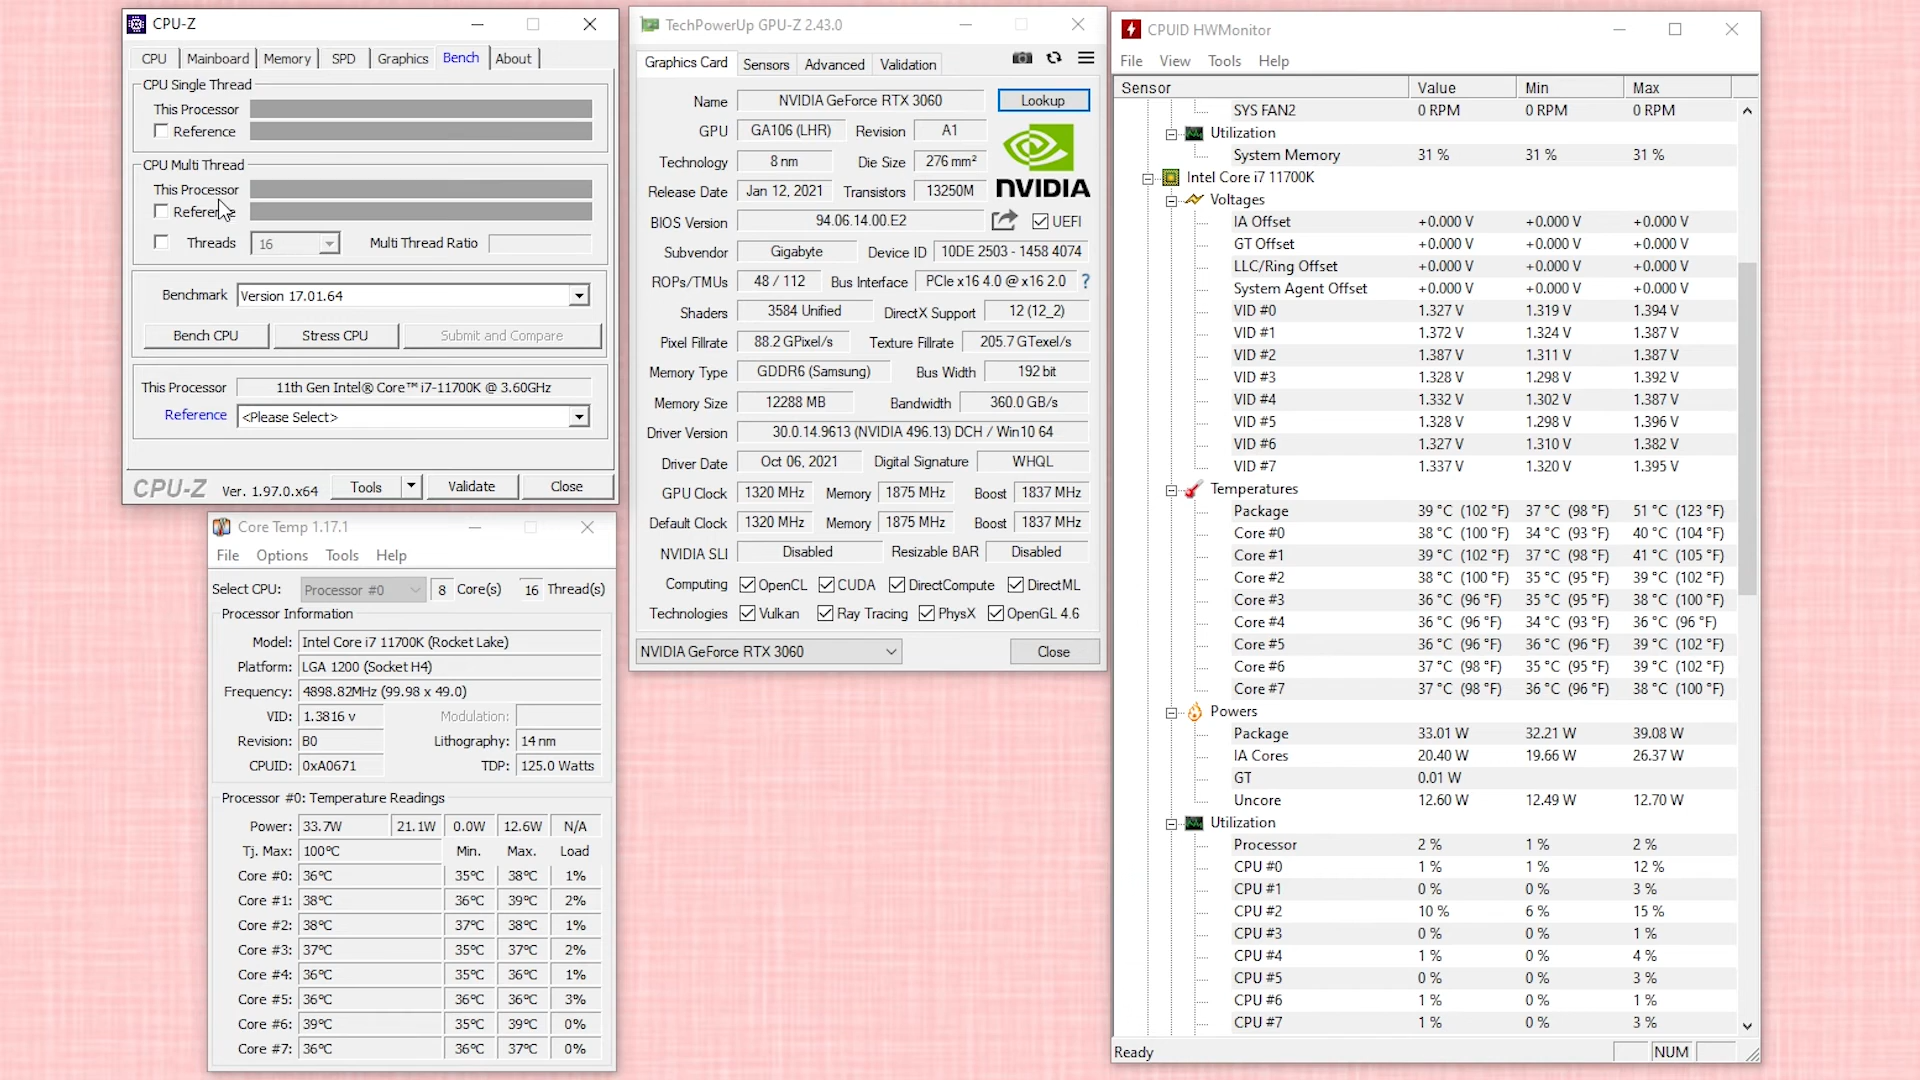 CPU-Z
CPU Mainboard Memory SPD Graphics Bench About
CPU Single Thread
This Processor
Reference
CPU Multi Thread
This Processor
Reference
Threads 16 Multi Thread Ratio
Benchmark Version 17.01.64
Bench CPU Stress CPU Submit and Compare
This Processor 11th Gen Intel® Core™ i7-11700K @ 3.60GHz
Reference <Please Select>
CPU-Z Ver. 1.97.0.x64 Tools Validate Close
Core Temp 1.17.1
File Options Tools Help
Select CPU: Processor #0 8 Core(s) 16 Thread(s)
Processor Information
Model: Intel Core i7 11700K (Rocket Lake)
Platform: LGA 1200 (Socket H4)
Frequency: 4898.82MHz (99.98 x 49.0)
VID: 1.3816 v Modulation:
Revision: B0 Lithography: 14 nm
CPUID: 0xA0671 TDP: 125.0 Watts
Processor #0: Temperature Readings
Power: 33.7W 21.1W 0.0W 12.6W N/A
Tj. Max: 100°C Min. Max. Load
Core #0: 36°C 35°C 38°C 1%
Core #1: 38°C 36°C 39°C 2%
Core #2: 38°C 37°C 38°C 1%
Core #3: 37°C 35°C 37°C 2%
Core #4: 36°C 35°C 36°C 1%
Core #5: 36°C 36°C 36°C 3%
Core #6: 39°C 35°C 39°C 0%
Core #7: 36°C 36°C 37°C 0%
TechPowerUp GPU-Z 2.43.0
Graphics Card Sensors Advanced Validation
Name NVIDIA GeForce RTX 3060 Lookup
GPU GA106 (LHR) Revision A1
Technology 8 nm Die Size 276 mm²
Release Date Jan 12, 2021 Transistors 13250M
NVIDIA
BIOS Version 94.06.14.00.E2 UEFI
Subvendor Gigabyte Device ID 10DE 2503 - 1458 4074
ROPs/TMUs 48 / 112 Bus Interface PCIe x16 4.0 @ x16 2.0 ?
Shaders 3584 Unified DirectX Support 12 (12_2)
Pixel Fillrate 88.2 GPixel/s Texture Fillrate 205.7 GTexel/s
Memory Type GDDR6 (Samsung) Bus Width 192 bit
Memory Size 12288 MB Bandwidth 360.0 GB/s
Driver Version 30.0.14.9613 (NVIDIA 496.13) DCH / Win10 64
Driver Date Oct 06, 2021 Digital Signature WHQL
GPU Clock 1320 MHz Memory 1875 MHz Boost 1837 MHz
Default Clock 1320 MHz Memory 1875 MHz Boost 1837 MHz
NVIDIA SLI Disabled Resizable BAR Disabled
Computing OpenCL CUDA DirectCompute DirectML
Technologies Vulkan Ray Tracing PhysX OpenGL 4.6
NVIDIA GeForce RTX 3060 Close
CPUID HWMonitor
File View Tools Help
Sensor Value Min Max
SYS FAN2 0 RPM 0 RPM 0 RPM
Utilization
System Memory 31 % 31 % 31 %
Intel Core i7 11700K
Voltages
IA Offset +0.000 V +0.000 V +0.000 V
GT Offset +0.000 V +0.000 V +0.000 V
LLC/Ring Offset +0.000 V +0.000 V +0.000 V
System Agent Offset +0.000 V +0.000 V +0.000 V
VID #0 1.327 V 1.319 V 1.394 V
VID #1 1.372 V 1.324 V 1.387 V
VID #2 1.387 V 1.311 V 1.387 V
VID #3 1.328 V 1.298 V 1.392 V
VID #4 1.332 V 1.302 V 1.387 V
VID #5 1.328 V 1.298 V 1.396 V
VID #6 1.327 V 1.310 V 1.382 V
VID #7 1.337 V 1.320 V 1.395 V
Temperatures
Package 39 °C (102 °F) 37 °C (98 °F) 51 °C (123 °F)
Core #0 38 °C (100 °F) 34 °C (93 °F) 40 °C (104 °F)
Core #1 39 °C (102 °F) 37 °C (98 °F) 41 °C (105 °F)
Core #2 38 °C (100 °F) 35 °C (95 °F) 39 °C (102 °F)
Core #3 36 °C (96 °F) 35 °C (95 °F) 38 °C (100 °F)
Core #4 36 °C (96 °F) 34 °C (93 °F) 36 °C (96 °F)
Core #5 36 °C (96 °F) 36 °C (96 °F) 39 °C (102 °F)
Core #6 37 °C (98 °F) 35 °C (95 °F) 39 °C (102 °F)
Core #7 37 °C (98 °F) 36 °C (96 °F) 38 °C (100 °F)
Powers
Package 33.01 W 32.21 W 39.08 W
IA Cores 20.40 W 19.66 W 26.37 W
GT 0.01 W
Uncore 12.60 W 12.49 W 12.70 W
Utilization
Processor 2 % 1 % 2 %
CPU #0 1 % 1 % 12 %
CPU #1 0 % 0 % 3 %
CPU #2 10 % 6 % 15 %
CPU #3 0 % 0 % 1 %
CPU #4 1 % 0 % 4 %
CPU #5 0 % 0 % 3 %
CPU #6 1 % 0 % 1 %
CPU #7 1 % 0 % 3 %
Ready NUM